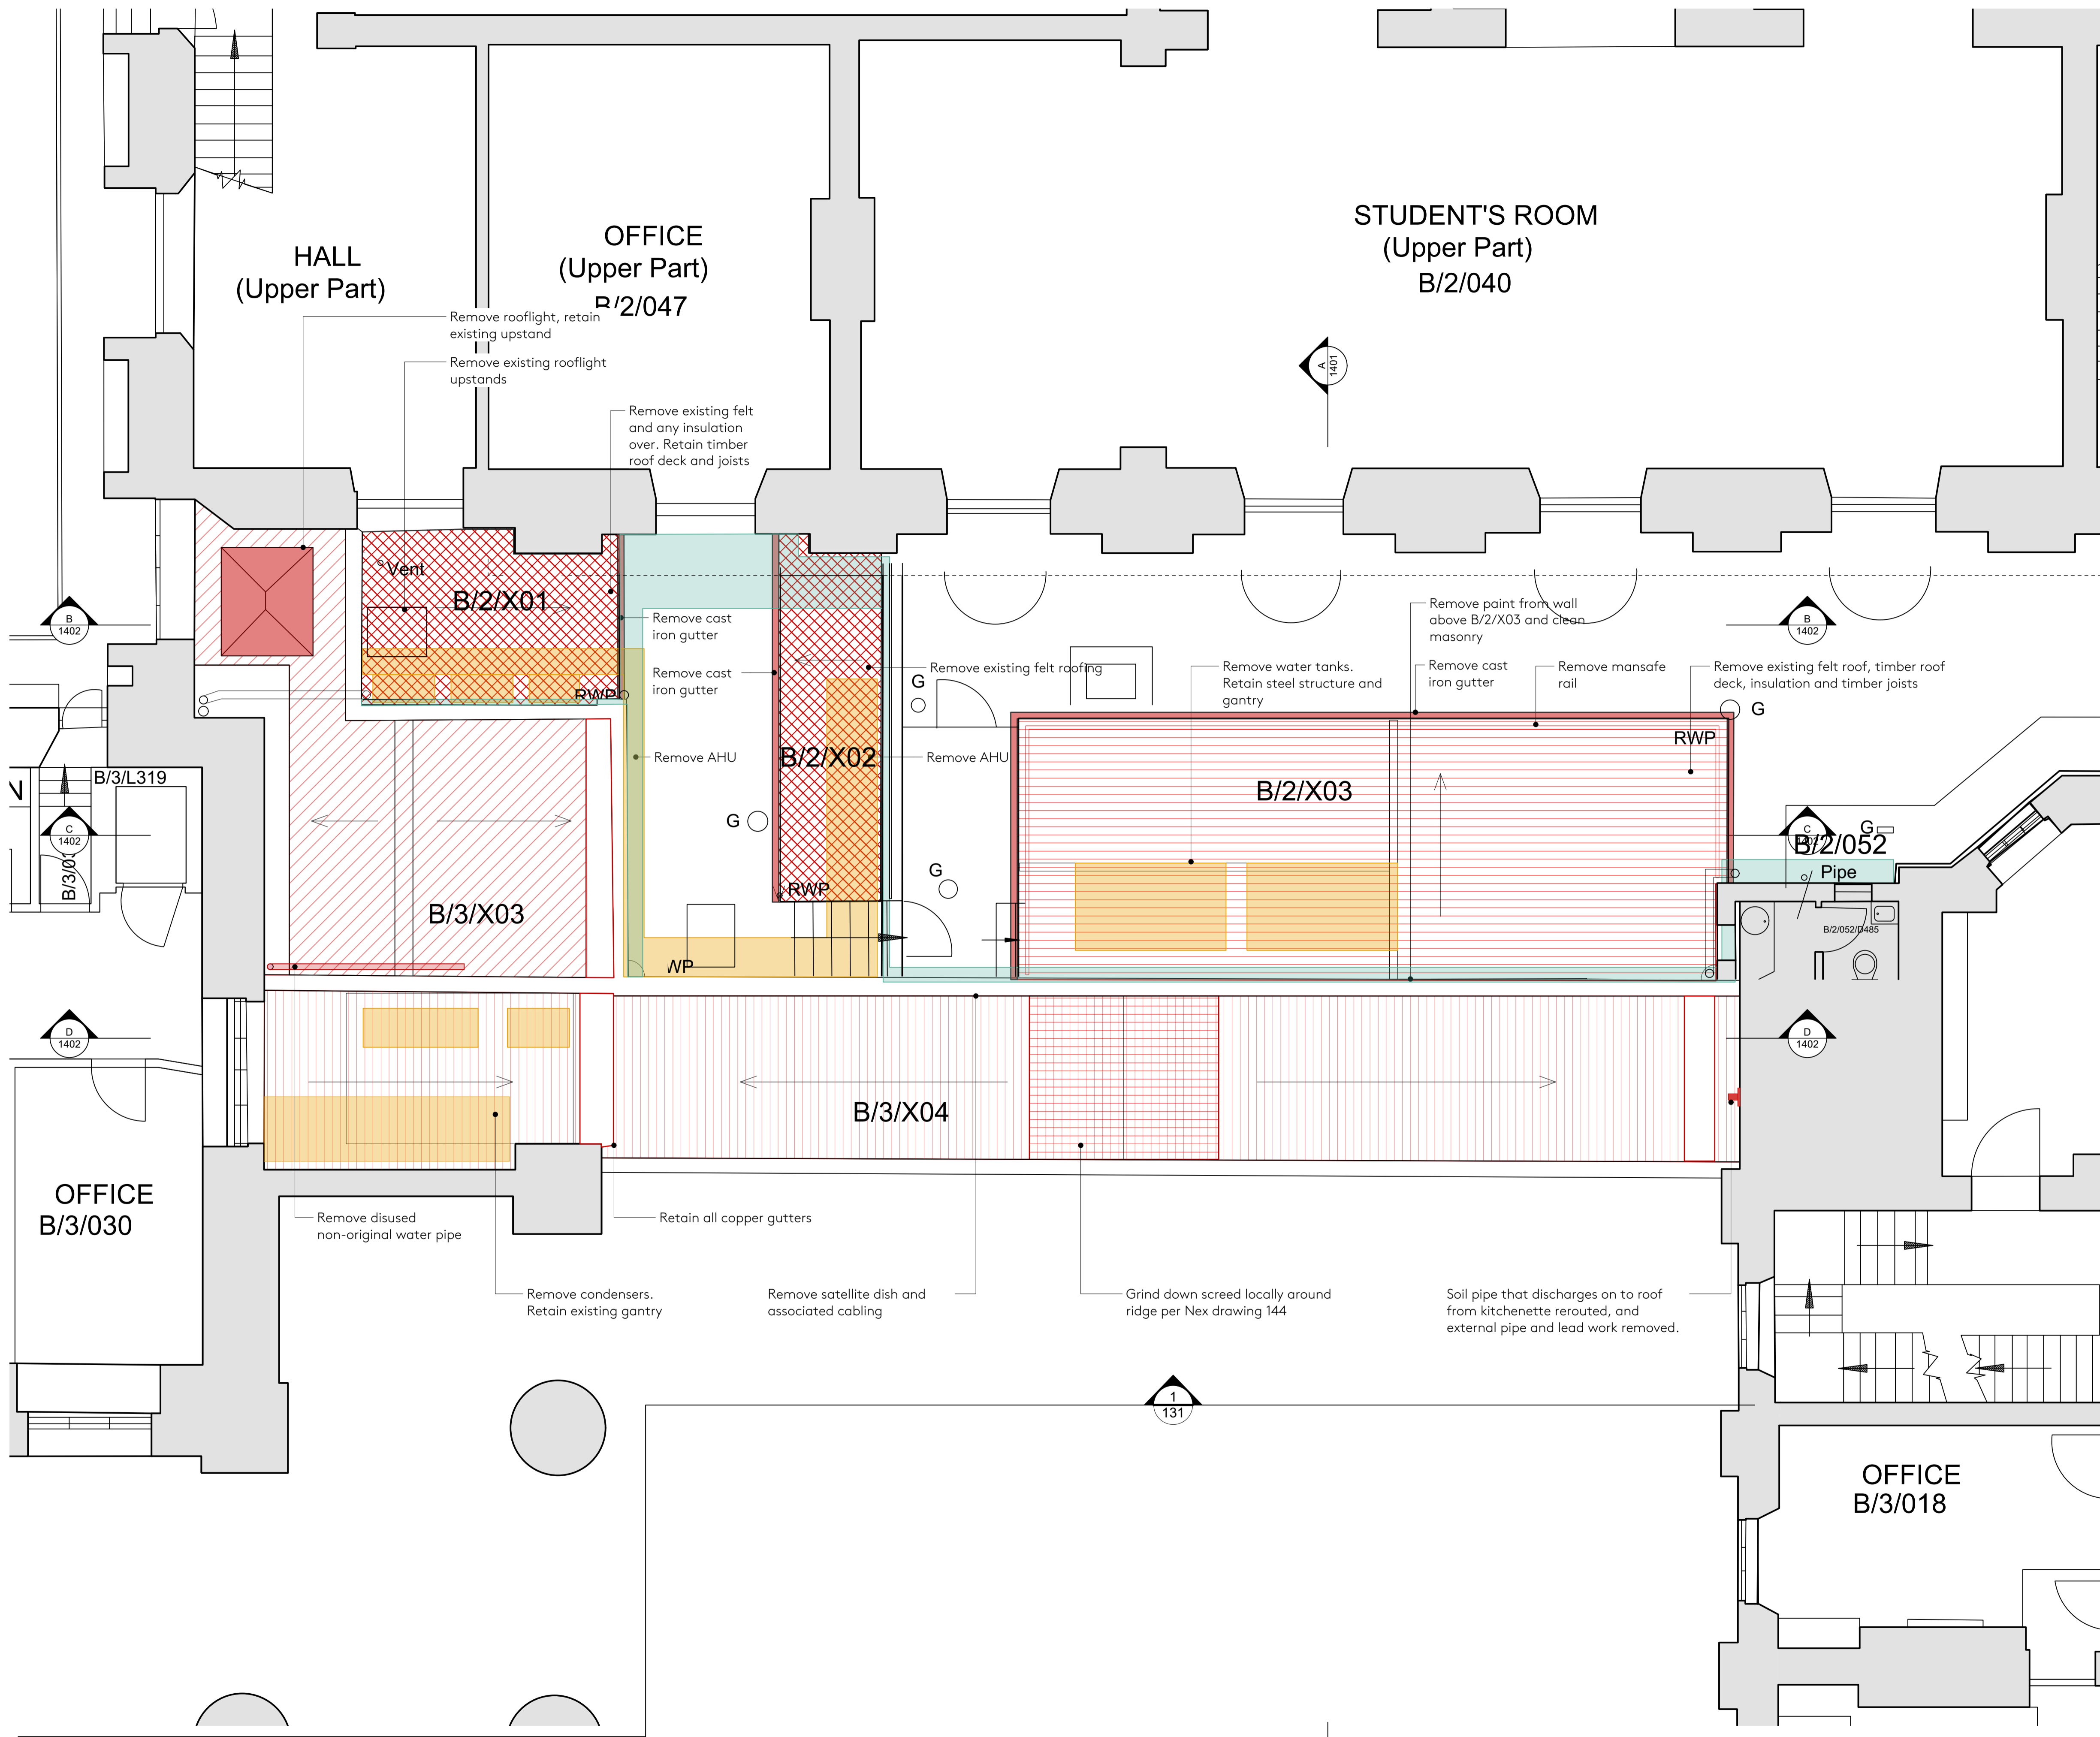 HALL
(Upper Part)
OFFICE
(Upper Part)
B/2/047
STUDENT'S ROOM
(Upper Part)
B/2/040
Remove rooflight, retain
existing upstand
Remove existing rooflight
upstands
Remove existing felt
and any insulation
over. Retain timber
roof deck and joists
A
1401
Vent
B/2/X01
B
1402
Remove cast
iron gutter
Remove cast
iron gutter
Remove existing felt roofing
RWP
G
Remove paint from wall
above B/2/X03 and clean
masonry
Remove water tanks.
Retain steel structure and
gantry
Remove cast
iron gutter
Remove mansafe
rail
Remove existing felt roof, timber roof
deck, insulation and timber joists
B
1402
G
RWP
Remove AHU
B/2/X02
Remove AHU
B/2/X03
N
B/3/L319
C
1402
B/3/03
G
G
RWP
B/3/X03
WP
C
1402
G
B/2/052
Pipe
B/2/052/D485
D
1402
D
1402
B/3/X04
OFFICE
B/3/030
Remove disused
non-original water pipe
Retain all copper gutters
Remove condensers.
Retain existing gantry
Remove satellite dish and
associated cabling
Grind down screed locally around
ridge per Nex drawing 144
Soil pipe that discharges on to roof
from kitchenette rerouted, and
external pipe and lead work removed.
1
131
OFFICE
B/3/018